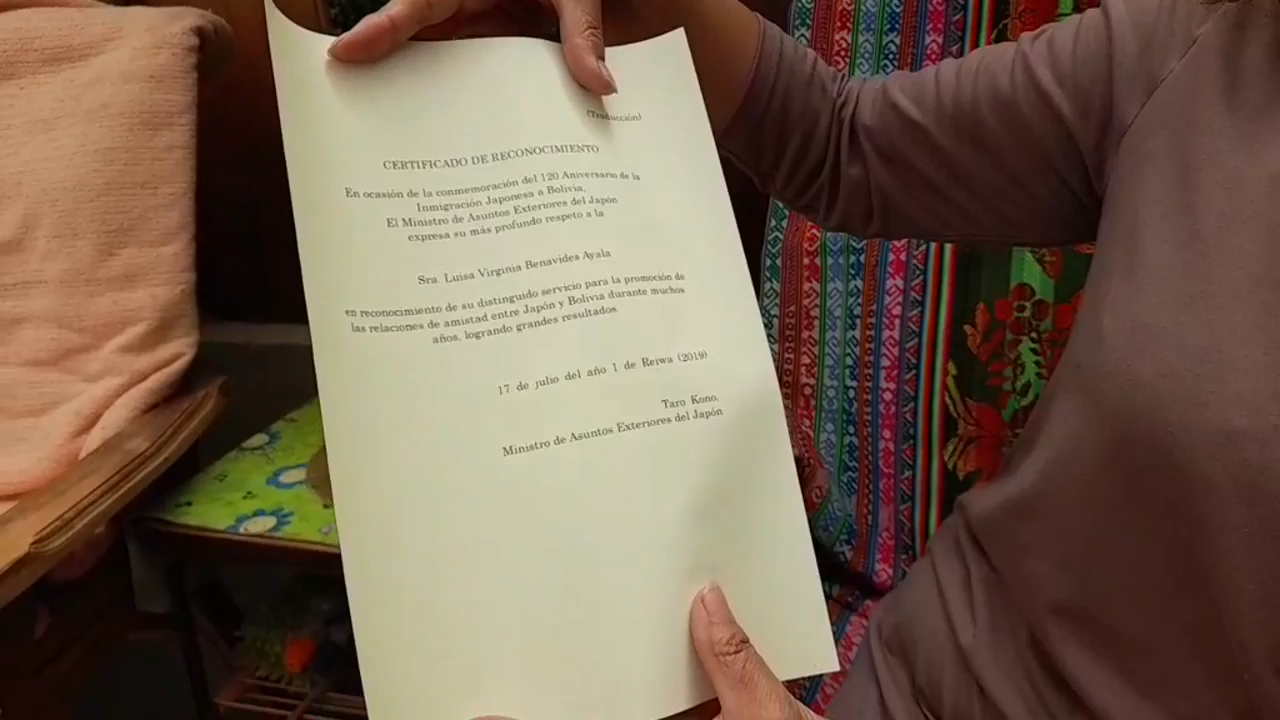 (Traducción)
CERTIFICADO DE RECONOCIMIENTO
En ocasión de la conmemoración del 120 Aniversario de la
Inmigración Japonesa a Bolivia,
El Ministro de Asuntos Exteriores del Japón
expresa su más profundo respeto a la
Sra. Luisa Virginia Benavides Ayala
en reconocimiento de su distinguido servicio para la promoción de
las relaciones de amistad entre Japón y Bolivia durante muchos
años, logrando grandes resultados.
17 de julio del año 1 de Reiwa (2019)
Taro Kono,
Ministro de Asuntos Exteriores del Japón